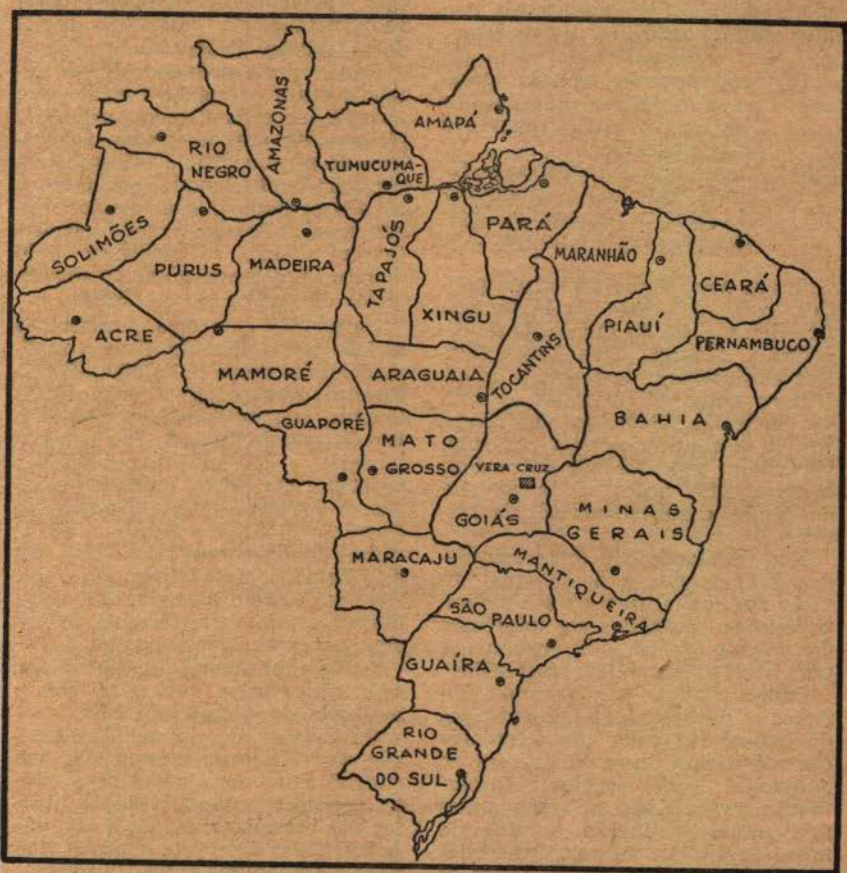 AMAZONAS
RIO
NEGRO
TUMUCUMA-
QUE
AMAPÁ
SOLIMÕES
PURUS
MADEIRA
TAPAJÓS
XINGU
PARÁ
MARANHÃO
PIAUÍ
CEARÁ
PERNAMBUCO
ACRE
MAMORÉ
ARAGUAIA
TOCANTINS
GUAPORÉ
MATO
GROSSO
VERA CRUZ
GOIÁS
BAHIA
MINAS
GERAIS
MARACAJU
MANTIQUEIRA
SÃO
PAULO
GUAÍRA
RIO
GRANDE
DO SUL